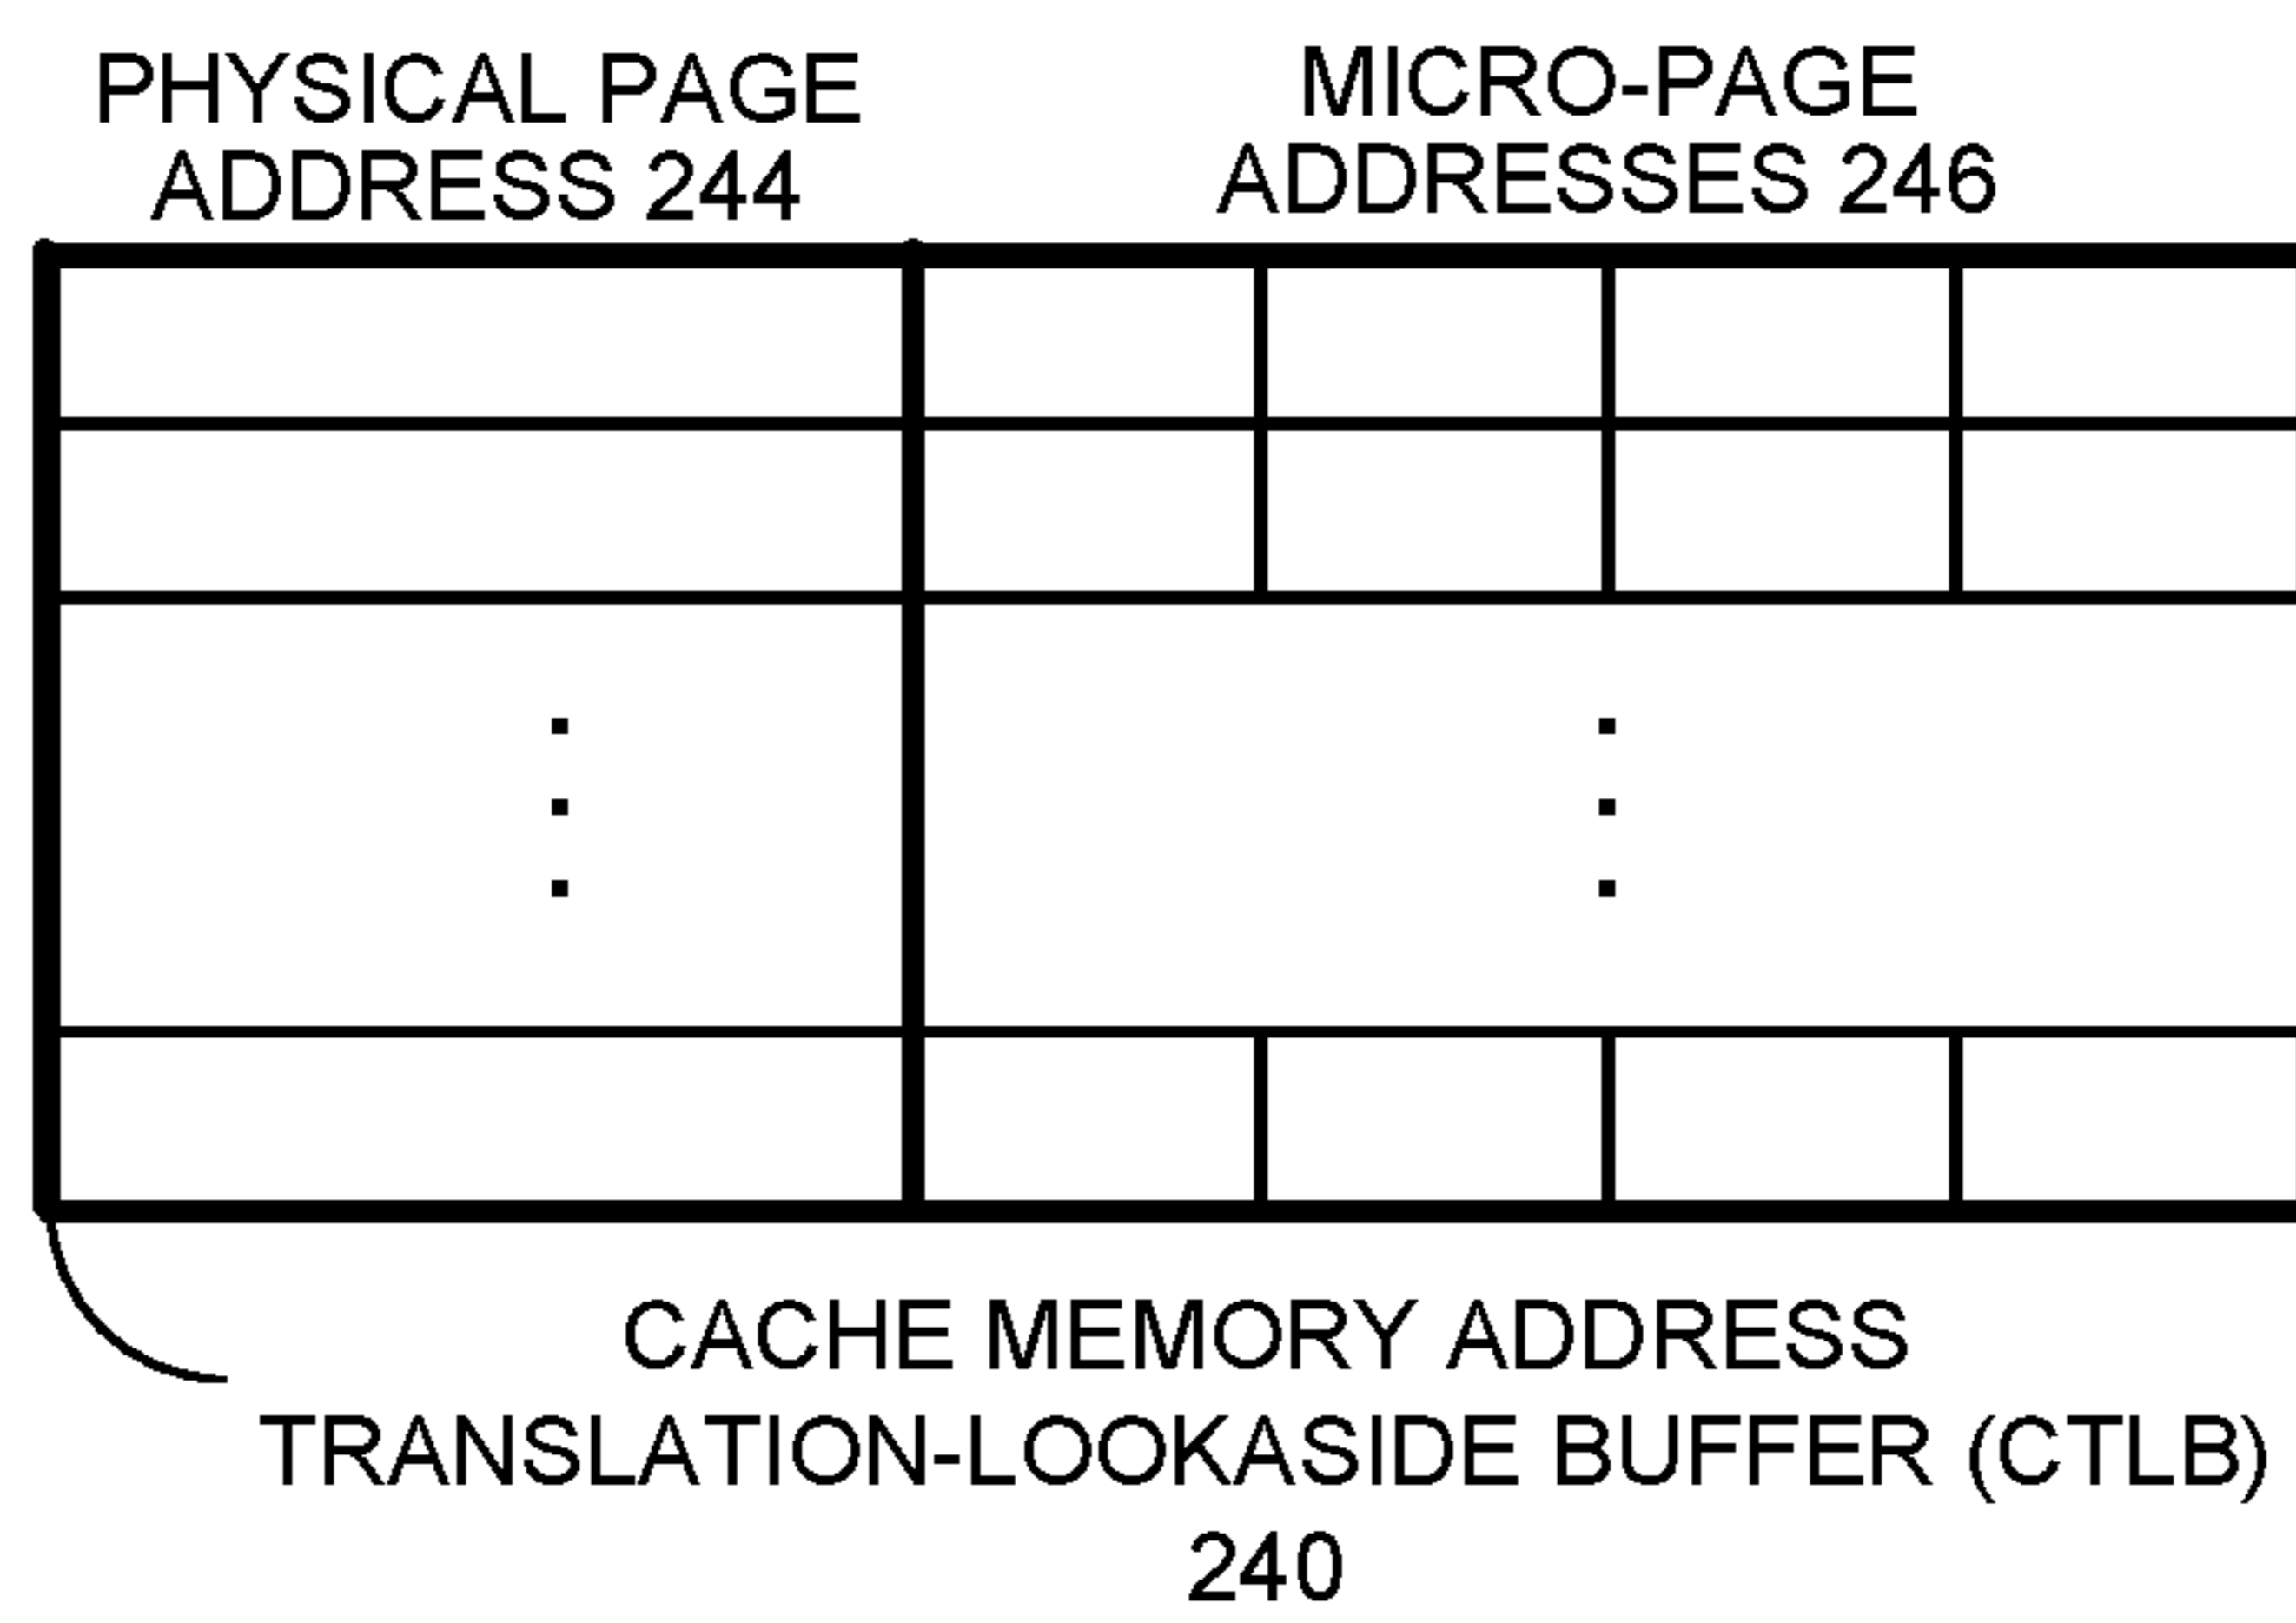 PHYSICAL PAGE
ADDRESS 244
MICRO-PAGE
ADDRESSES 246
CACHE MEMORY ADDRESS
TRANSLATION-LOOKASIDE BUFFER (CTLB)
240